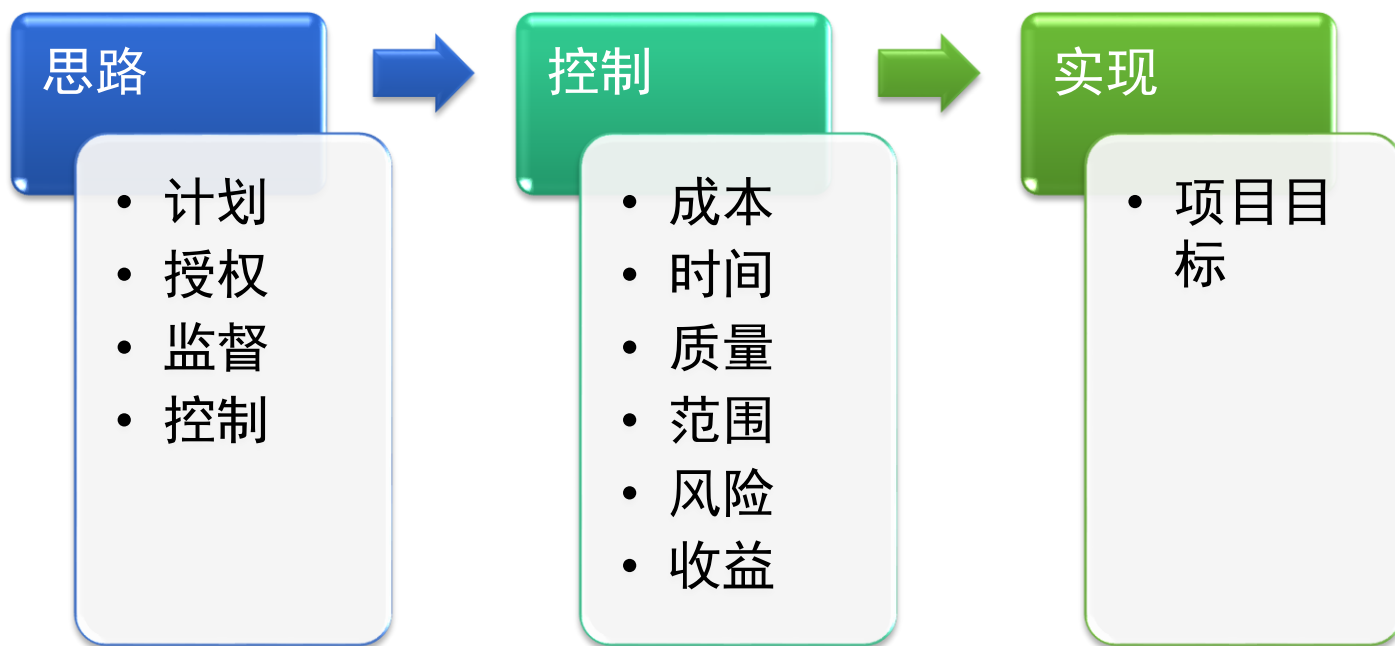 思路
• 计划
• 授权
• 监督
• 控制
控制
• 成本
• 时间
• 质量
• 范围
• 风险
• 收益
实现
• 项目目
标